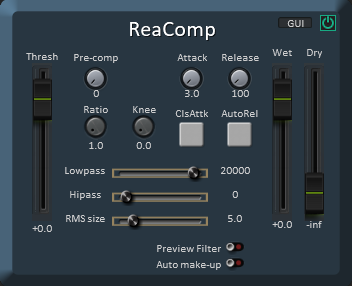 ReaComp
GUI
Thresh
Pre-comp
Attack
Release
Wet
Dry
0
3.0
100
Ratio
Knee
ClsAttk
AutoRel
1.0
0.0
Lowpass
20000
Hipass
0
RMS size
5.0
+0.0
+0.0
-inf
Preview Filter
Auto make-up